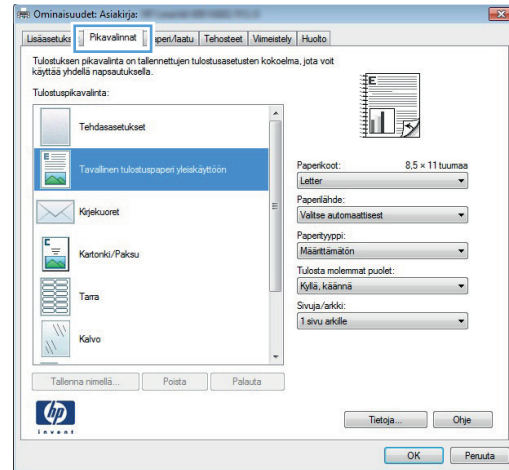 Ominaisuudet: Asiakirja:
Lisäasetuks Pikavalinnat aperi/laatu Tehosteet Viimeistely Huolto
Tulostuksen pikavalinta on tallennettujen tulostusasetusten kokoelma, jota voit
käyttää yhdellä napsautuksella.
Tulostuspikavalinta:
Tehdasasetukset
Tavallinen tulostuspaperi yleiskäyttöön
Kirjekuoret
Kartonki/Paksu
Tarra
Kalvo
Tallenna nimellä... Poista Palauta
E
Paperikoot: 8,5 × 11 tuumaa
Letter
Paperilähde:
Valitse automaattisest
Paperityyppi:
Määrittämätön
Tulosta molemmat puolet:
Kyllä, käännä
Sivuja/arkki:
1 sivu arkille
hp
invent
Tietoja... Ohje
OK Peruuta